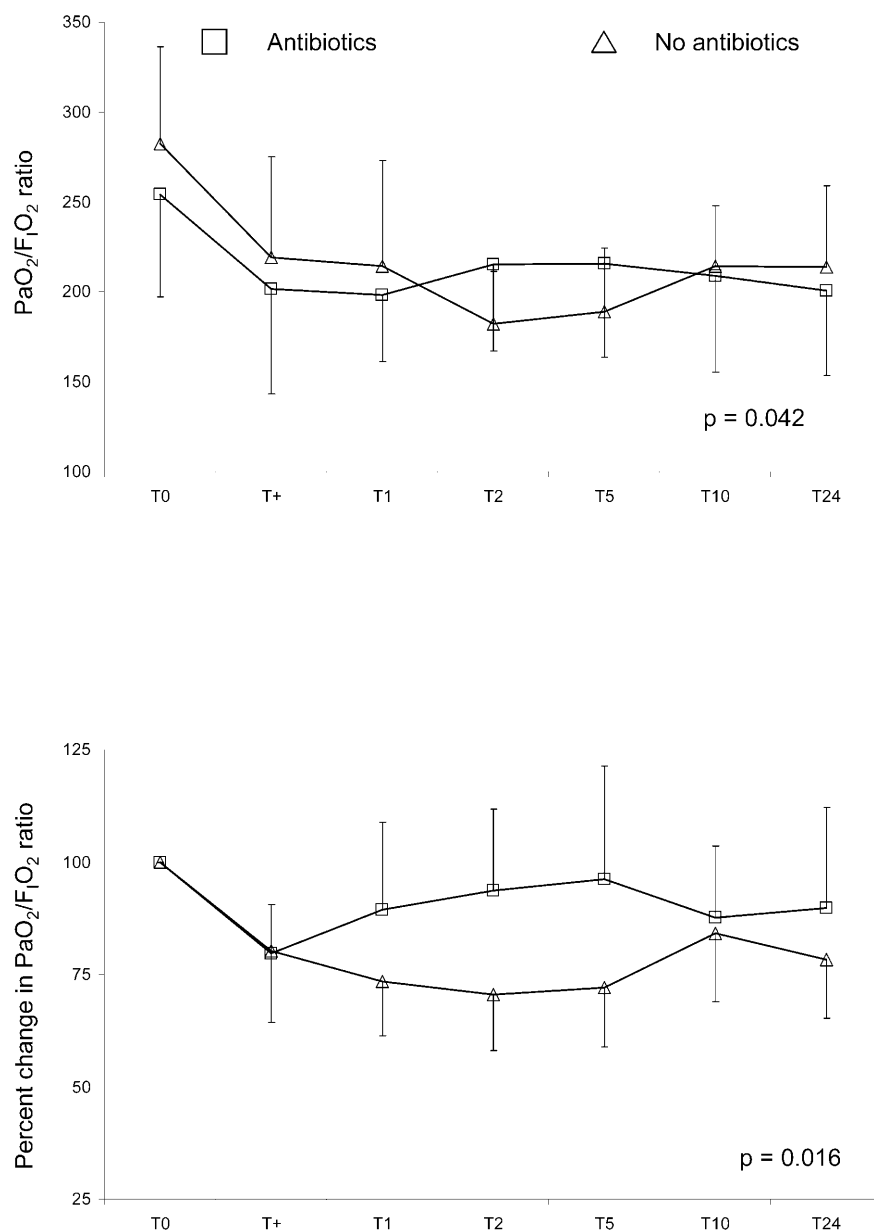 Antibiotics No antibiotics
PaO2/FIO2 ratio
350
300
250
200
150
100
p = 0.042
T0 T+ T1 T2 T5 T10 T24
Percent change in PaO2/FIO2 ratio
125
100
75
50
25
p = 0.016
T0 T+ T1 T2 T5 T10 T24